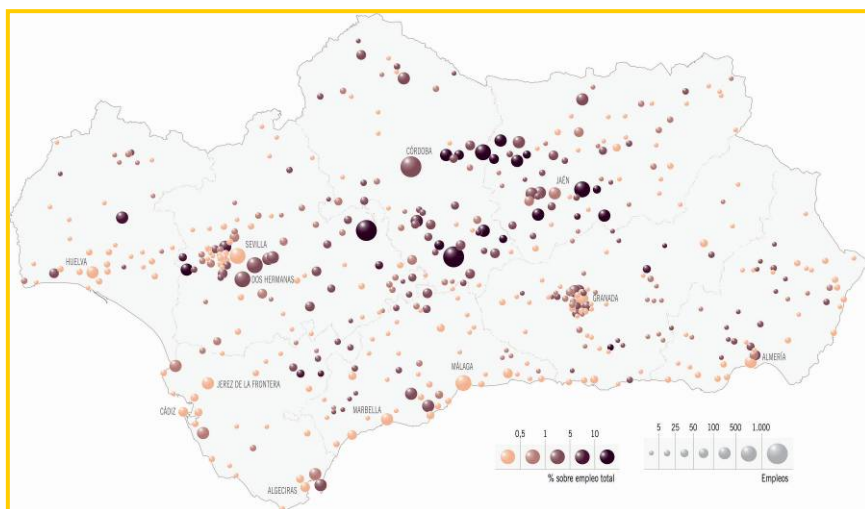 CÓRDOBA
JAÉN
SEVILLA
HUELVA
DOS HERMANAS
GRANADA
ALMERÍA
MÁLAGA
JEREZ DE LA FRONTERA
MARBELLA
CÁDIZ
ALGECIRAS
0,5 1 5 10
% sobre empleo total
5 25 50 100 500 1.000
Empleos